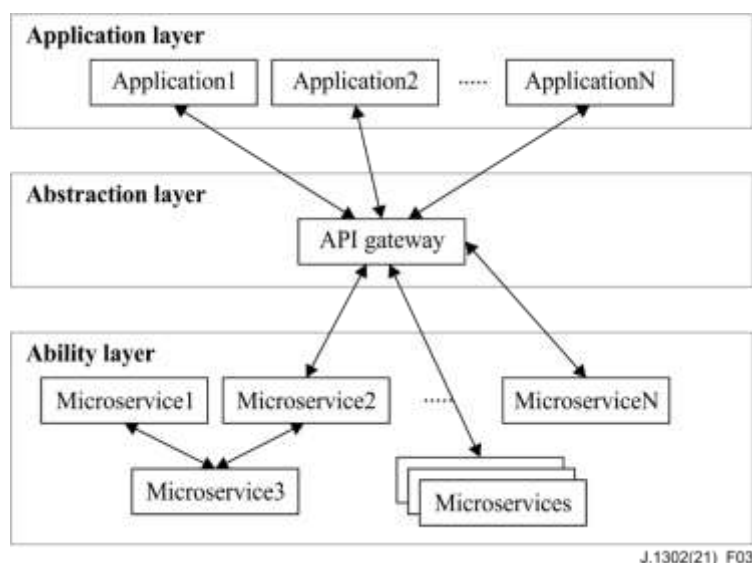 Application layer
Application1 Application2 ..... ApplicationN
Abstraction layer
API gateway
Ability layer
Microservice1 Microservice2 ..... MicroserviceN
Microservice3 Microservices
J.1302(21)_F03